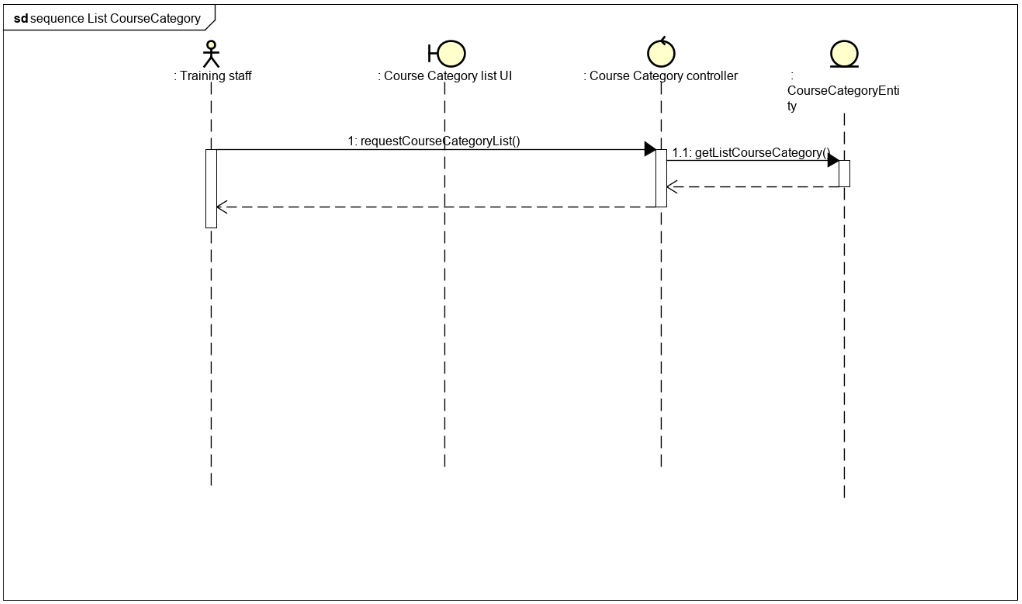 sd sequence List CourseCategory
: Training staff
: Course Category list UI
: Course Category controller
:
CourseCategoryEnti
ty
1: requestCourseCategoryList()
1.1: getListCourseCategory()